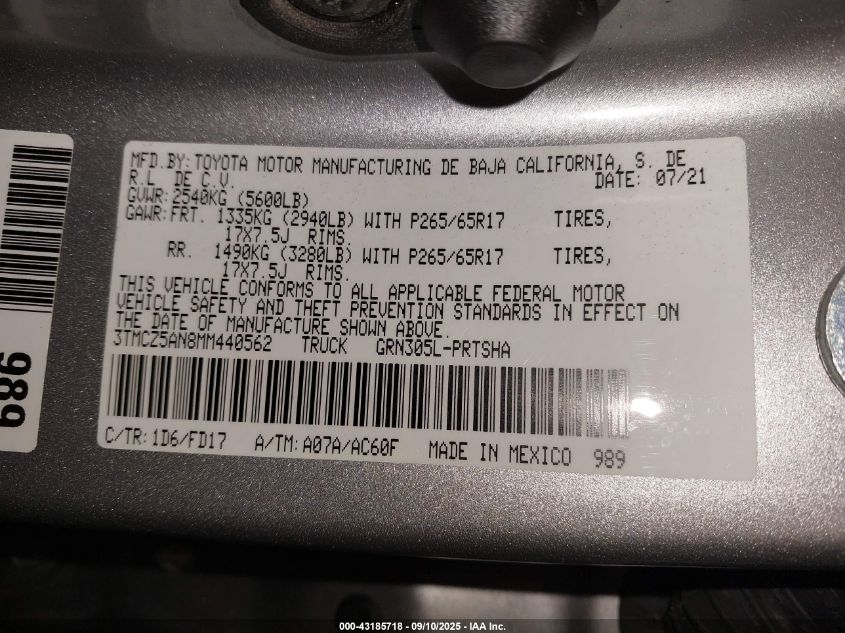 MFD.BY:TOYOTA MOTOR MANUFACTURING DE BAJA CALIFORNIA, S. DE
R.L. DE C.V. DATE: 07/21
GVWR:2540KG (5600LB)
GAWR:FRT. 1335KG (2940LB) WITH P265/65R17 TIRES,
17X7.5J RIMS.
RR. 1490KG (3280LB) WITH P265/65R17 TIRES,
17X7.5J RIMS.
THIS VEHICLE CONFORMS TO ALL APPLICABLE FEDERAL MOTOR
VEHICLE SAFETY AND THEFT PREVENTION STANDARDS IN EFFECT ON
THE DATE OF MANUFACTURE SHOWN ABOVE.
3TMCZ5AN8MM440562 TRUCK GRN305L-PRTSHA
C/TR:1D6/FD17 A/TM:A07A/AC60F MADE IN MEXICO 989
989
000-43185718 - 09/10/2025 - IAA Inc.